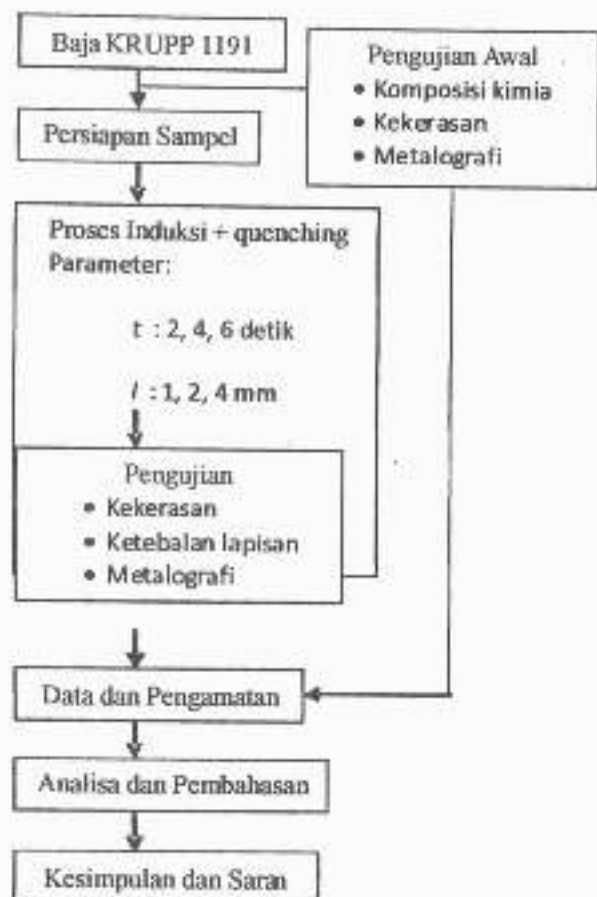 Baja KRUPP 1191
Pengujian Awal
• Komposisi kimia
• Kekerasan
• Metalografi
Persiapan Sampel
Proses Induksi + quenching
Parameter:
t : 2, 4, 6 detik
l : 1, 2, 4 mm
Pengujian
• Kekerasan
• Ketebalan lapisan
• Metalografi
Data dan Pengamatan
Analisa dan Pembahasan
Kesimpulan dan Saran